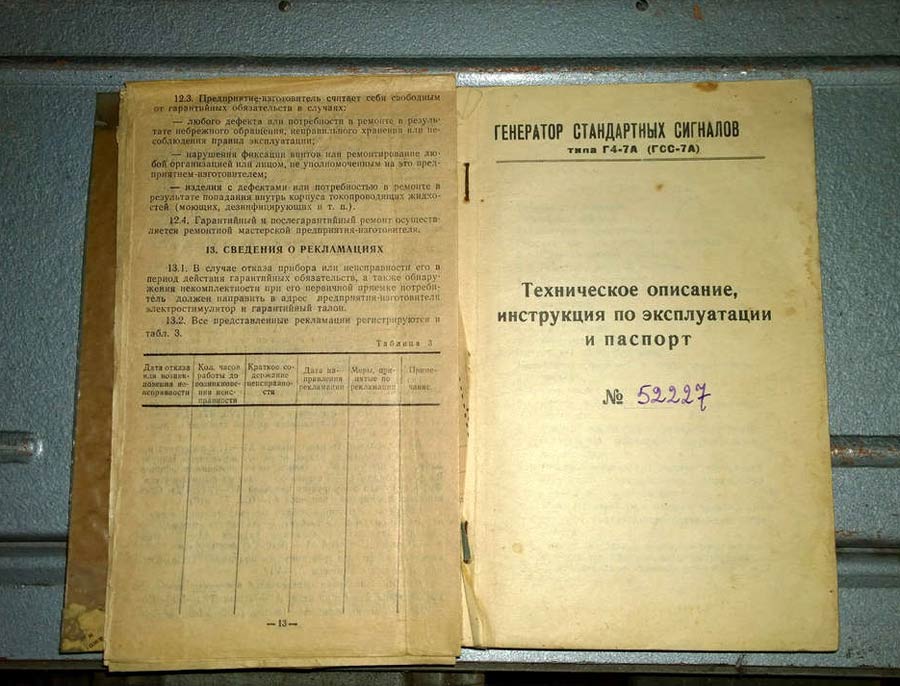 12.3. Предприятие-изготовитель считает себя свободным
от гарантийных обязательств в случаях:
— любого дефекта или потребности в ремонте в резуль-
тате небрежного обращения, неправильного хранения или не-
соблюдения правил эксплуатации;
— нарушения фиксации винтов или ремонтирование лю-
бой организацией или лицом, не уполномоченным на это пред-
приятием-изготовителем;
— изделия с дефектами или потребностью в ремонте в
результате попадания внутрь корпуса токопроводящих жидко-
стей (моющих, дезинфицирующих и т. п.).
12.4. Гарантийный и послегарантийный ремонт осуществ-
ляется ремонтной мастерской предприятия-изготовителя.
13. СВЕДЕНИЯ О РЕКЛАМАЦИЯХ
13.1. В случае отказа прибора или неисправности его в
период действия гарантийных обязательств, а также обнару-
жения некомплектности при его первичной приемке потреби-
тель должен направить в адрес предприятия-изготовителя
электростимулятор и гарантийный талон.
13.2. Все представленные рекламации регистрируются в
табл. 3.
Таблица 3
Дата отказа
или возник-
новения не-
исправности
Кол. часов
работы до
возникнове-
ния неис-
правности
Краткое со-
держание
неисправно-
сти
Дата на-
правления
рекламации
Меры, при-
нятые по
рекламации
Приме-
чание
—13—
ГЕНЕРАТОР СТАНДАРТНЫХ СИГНАЛОВ
типа Г4-7А (ГСС-7А)
Техническое описание,
инструкция по эксплуатации
и паспорт
№ 52227